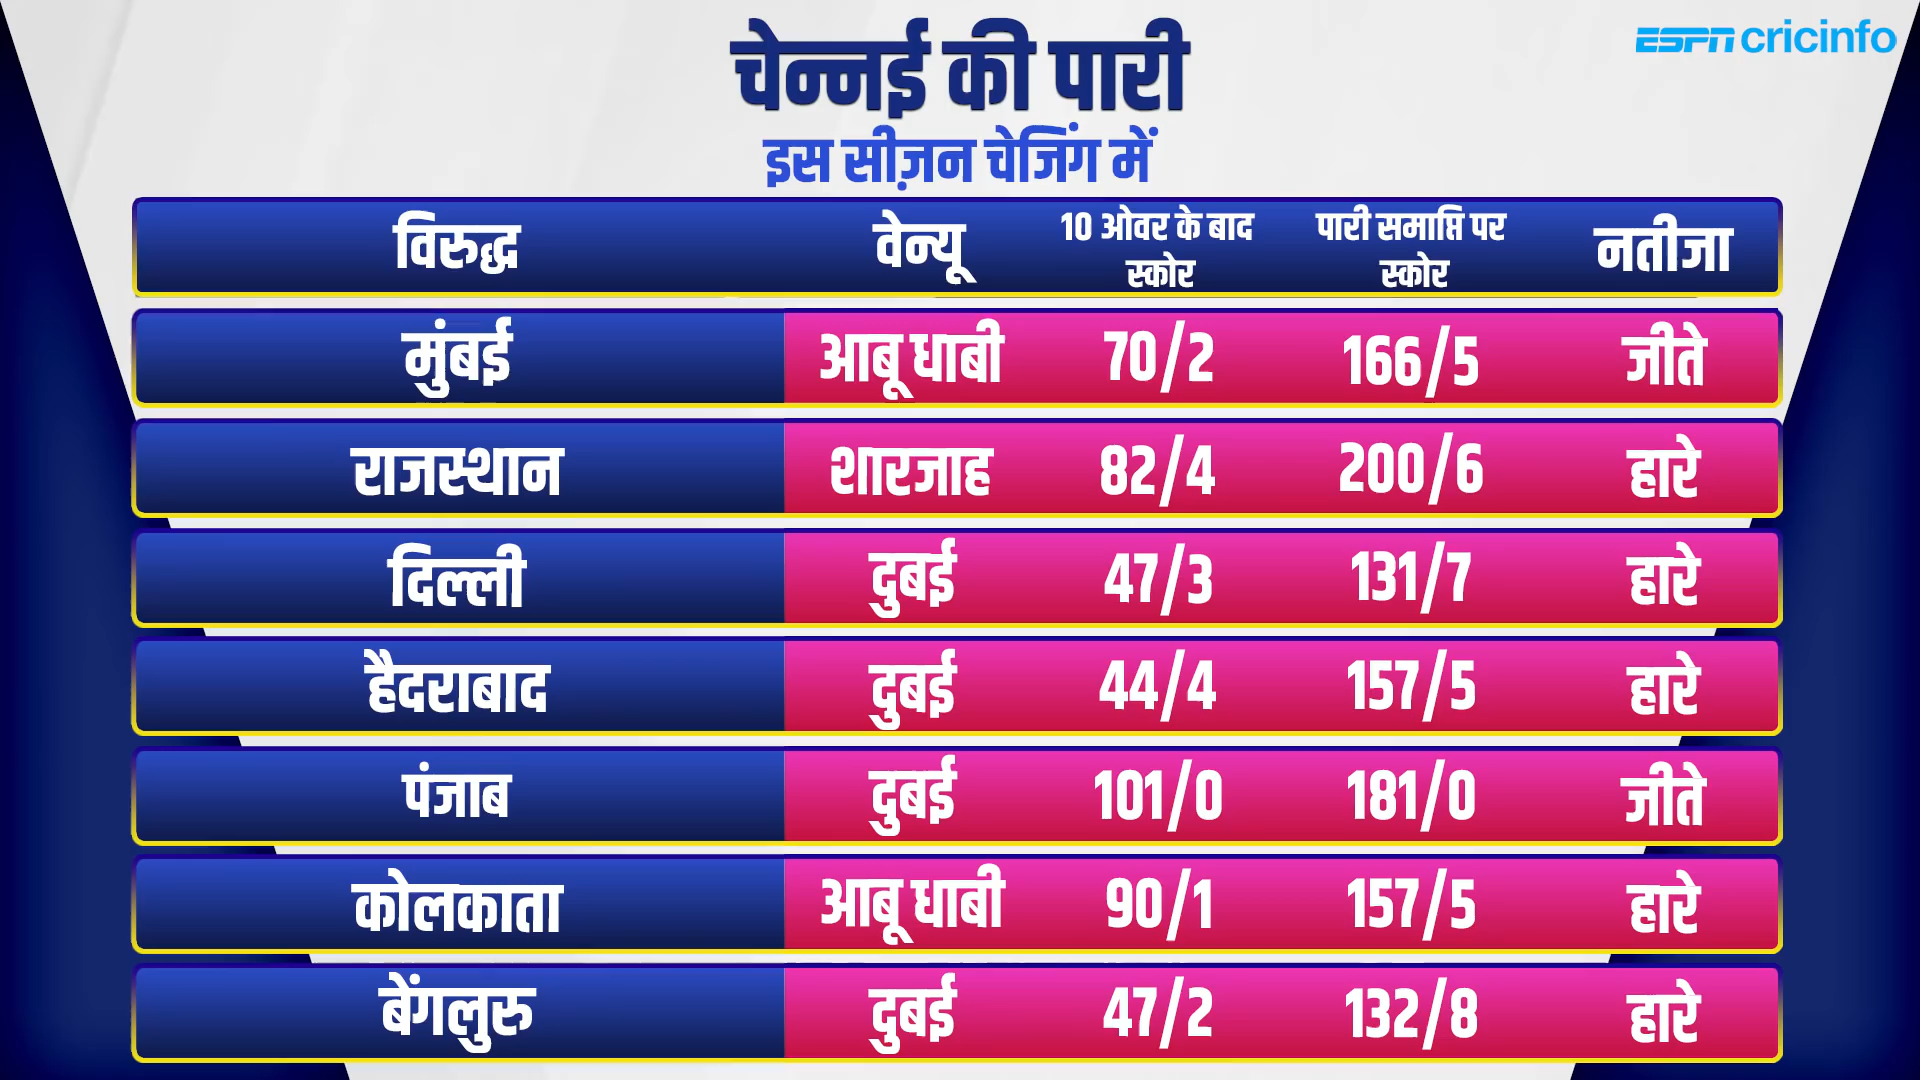 चेन्नई की पारी
ESPN cricinfo
इस सीज़न चेजिंग में
विरुद्ध वेन्यू 10 ओवर के बाद स्कोर पारी समाप्ति पर स्कोर नतीजा
मुंबई आबू धाबी 70/2 166/5 जीते
राजस्थान शारजाह 82/4 200/6 हारे
दिल्ली दुबई 47/3 131/7 हारे
हैदराबाद दुबई 44/4 157/5 हारे
पंजाब दुबई 101/0 181/0 जीते
कोलकाता आबू धाबी 90/1 157/5 हारे
बेंगलुरु दुबई 47/2 132/8 हारे